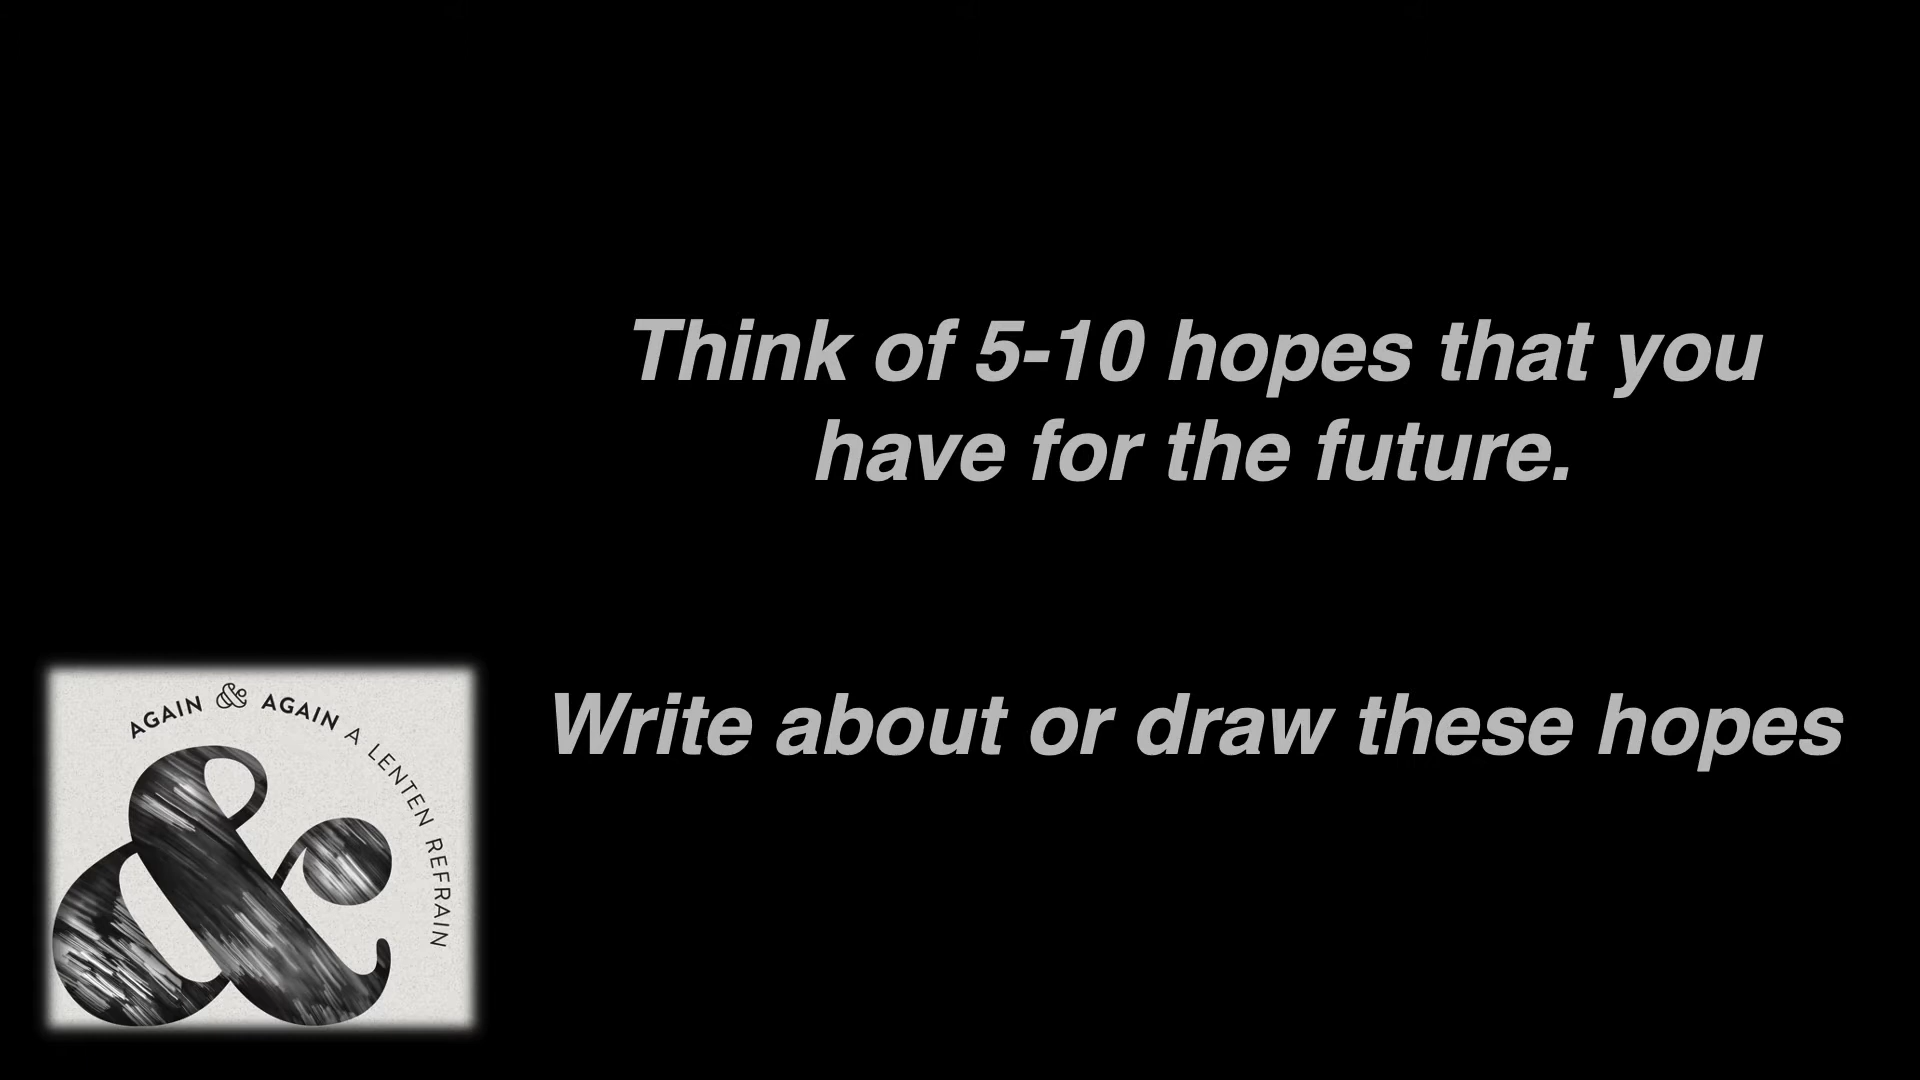 Think of 5-10 hopes that you
have for the future.
Write about or draw these hopes
AGAIN & AGAIN A LENTEN REFRAIN
&